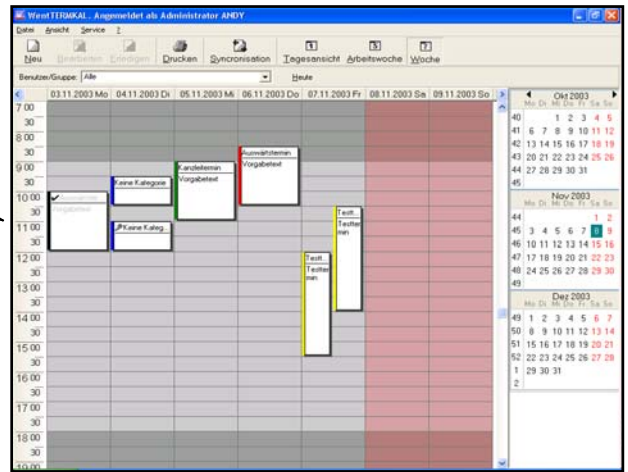 WentTERMKAL. Angemeldet als Administrator ANDY
Datei Ansicht Service ?
Neu Bearbeiten Erledigen Drucken Syncronisation Tagesansicht Arbeitswoche Woche
Benutzer/Gruppe: Alle Heute
03.11.2003 Mo 04.11.2003 Di 05.11.2003 Mi 06.11.2003 Do 07.11.2003 Fr 08.11.2003 Sa 09.11.2003 So
7 00
30
8 00
30
9 00
30
10 00
30
11 00
30
12 00
30
13 00
30
14 00
30
15 00
30
16 00
30
17 00
30
18 00
30
19 00
Vorgabetext
Keine Kategorie
Keine Kateg...
Kanzleitermin
Vorgabetext
Auswärtstermin
Vorgabetext
Testt...
Testter
min
Testt...
Testter
min
Okt 2003
Mo Di Mi Do Fr Sa So
40 1 2 3 4 5
41 6 7 8 9 10 11 12
42 13 14 15 16 17 18 19
43 20 21 22 23 24 25 26
44 27 28 29 30 31
45
Nov 2003
Mo Di Mi Do Fr Sa So
44 1 2
45 3 4 5 6 7 8 9
46 10 11 12 13 14 15 16
47 17 18 19 20 21 22 23
48 24 25 26 27 28 29 30
49
Dez 2003
Mo Di Mi Do Fr Sa So
49 1 2 3 4 5 6 7
50 8 9 10 11 12 13 14
51 15 16 17 18 19 20 21
52 22 23 24 25 26 27 28
1 29 30 31
2